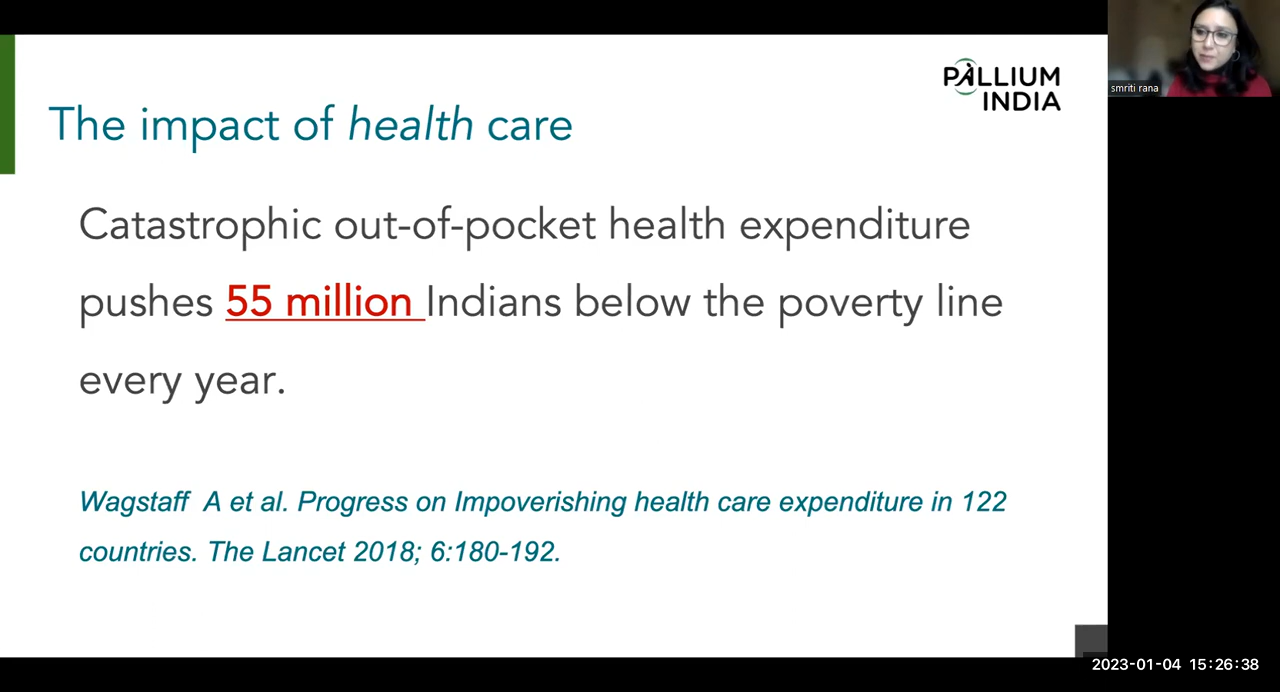 PALLIUM
INDIA
smriti rana
The impact of health care
Catastrophic out-of-pocket health expenditure
pushes 55 million Indians below the poverty line
every year.
Wagstaff A et al. Progress on Impoverishing health care expenditure in 122
countries. The Lancet 2018; 6:180-192.
2023-01-04 15:26:38